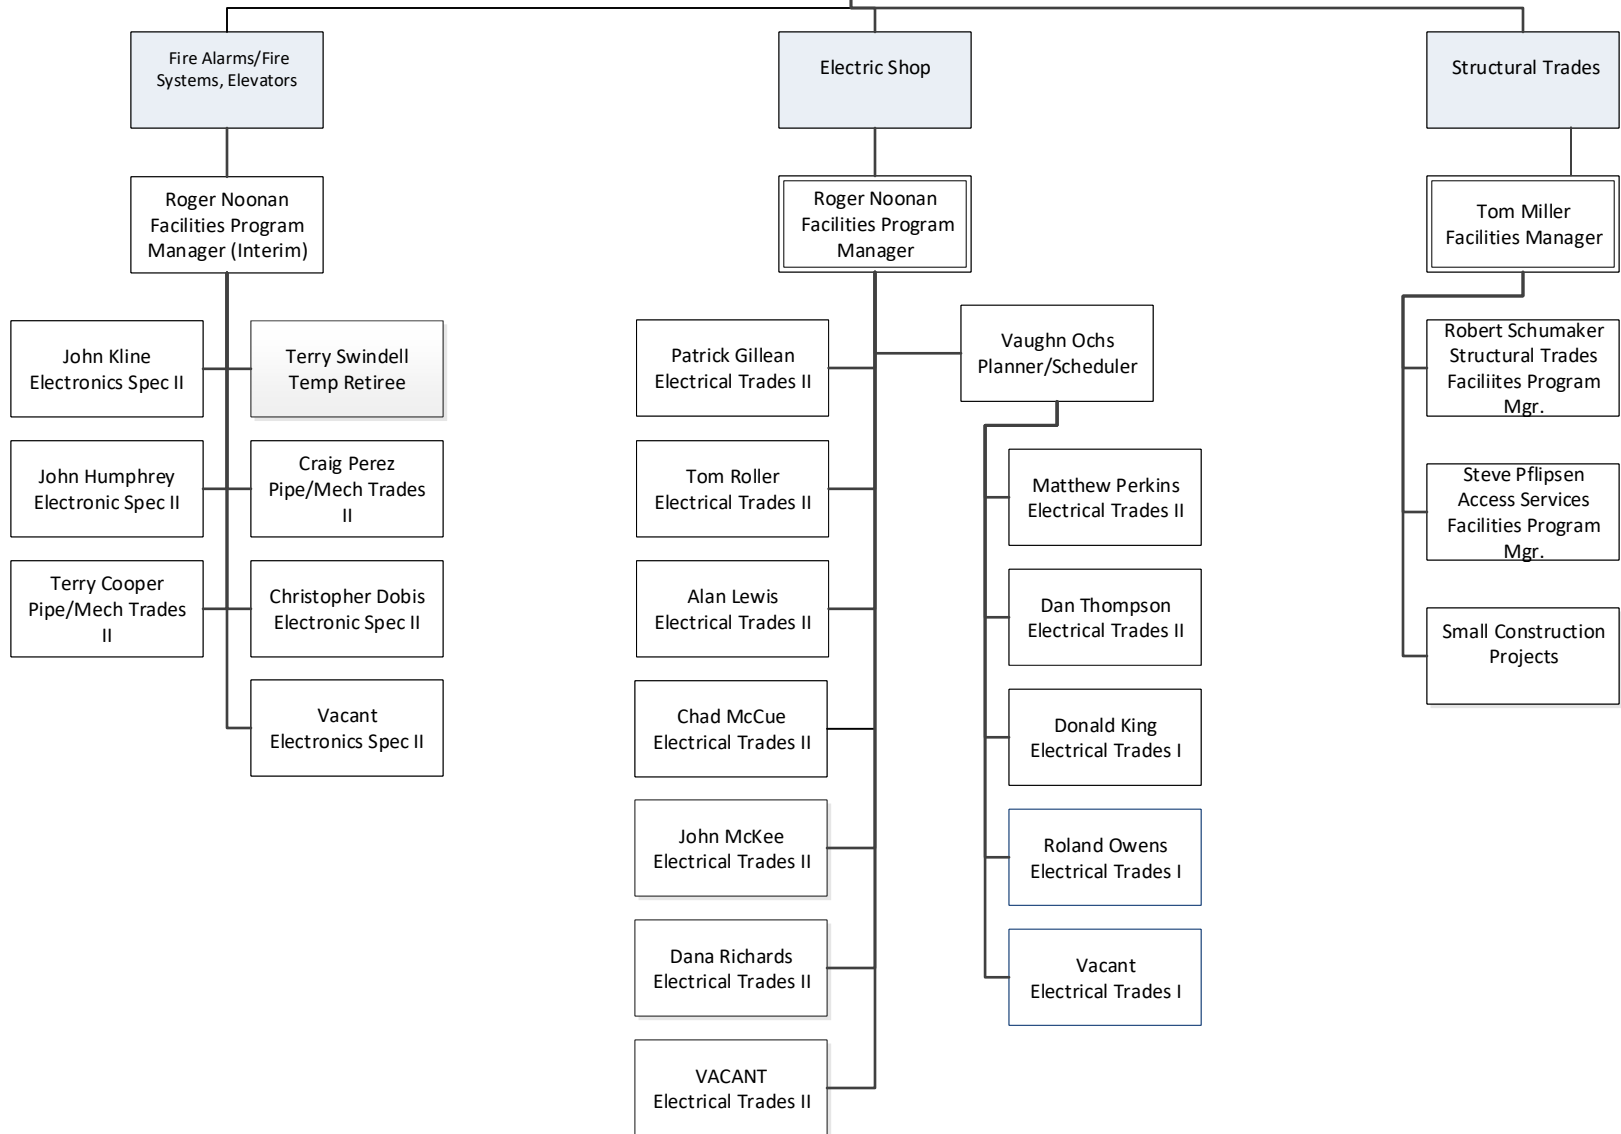 Fire Alarms/Fire
Systems, Elevators
Electric Shop
Structural Trades
Roger Noonan
Facilities Program
Manager (Interim)
Roger Noonan
Facilities Program
Manager
Tom Miller
Facilities Manager
John Kline
Electronics Spec II
Terry Swindell
Temp Retiree
John Humphrey
Electronic Spec II
Craig Perez
Pipe/Mech Trades
II
Terry Cooper
Pipe/Mech Trades
II
Christopher Dobis
Electronic Spec II
Vacant
Electronics Spec II
Patrick Gillean
Electrical Trades II
Tom Roller
Electrical Trades II
Alan Lewis
Electrical Trades II
Chad McCue
Electrical Trades II
John McKee
Electrical Trades II
Dana Richards
Electrical Trades II
VACANT
Electrical Trades II
Vaughn Ochs
Planner/Scheduler
Matthew Perkins
Electrical Trades II
Dan Thompson
Electrical Trades II
Donald King
Electrical Trades I
Roland Owens
Electrical Trades I
Vacant
Electrical Trades I
Robert Schumaker
Structural Trades
Faciliites Program
Mgr.
Steve Pflipsen
Access Services
Facilities Program
Mgr.
Small Construction
Projects